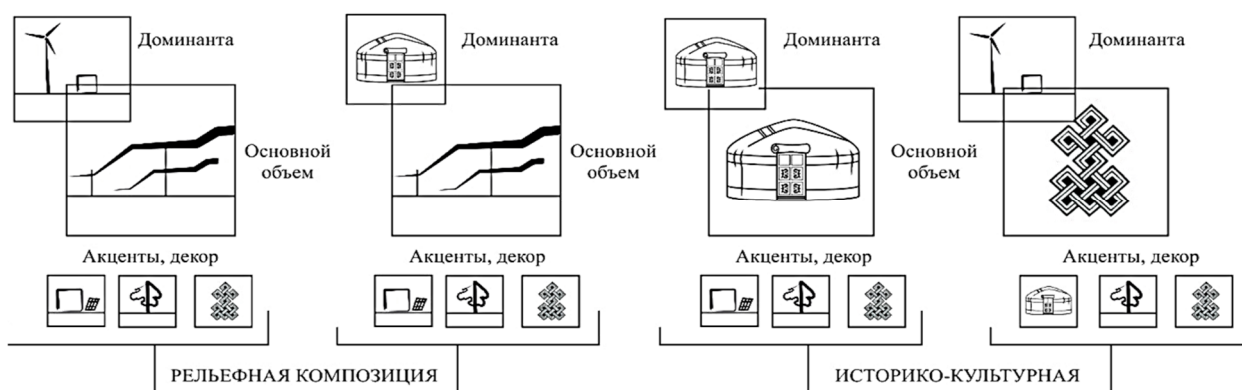 Доминанта
Доминанта
Доминанта
Доминанта
Основной
объем
Основной
объем
Основной
объем
Акценты, декор
Акценты, декор
Акценты, декор
Акценты, декор
РЕЛЬЕФНАЯ КОМПОЗИЦИЯ
ИСТОРИКО-КУЛЬТУРНАЯ